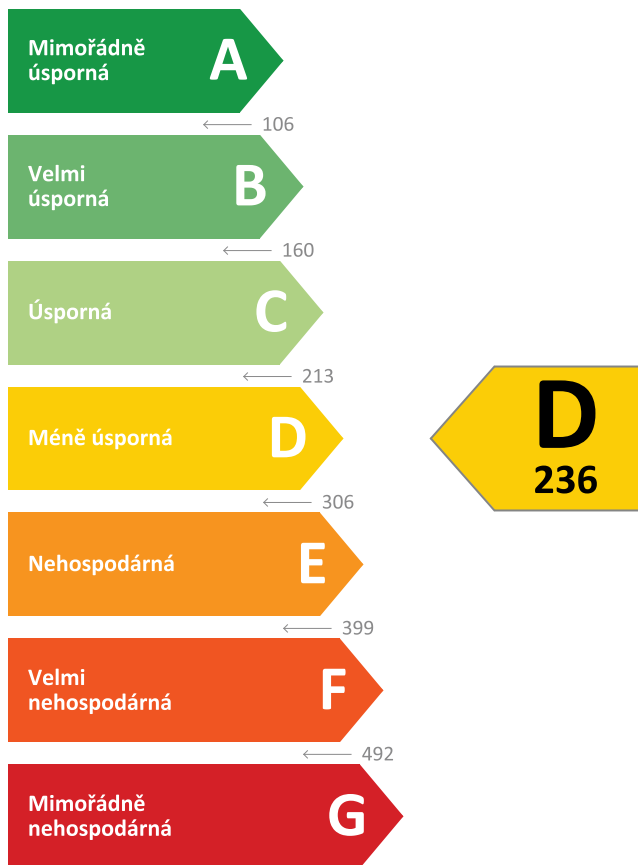 Mimořádně
úsporná
A
106
Velmi
úsporná
B
160
Úsporná
C
213
Méně úsporná
D
D
236
306
Nehospodárná
E
399
Velmi
nehospodárná
F
492
Mimořádně
nehospodárná
G